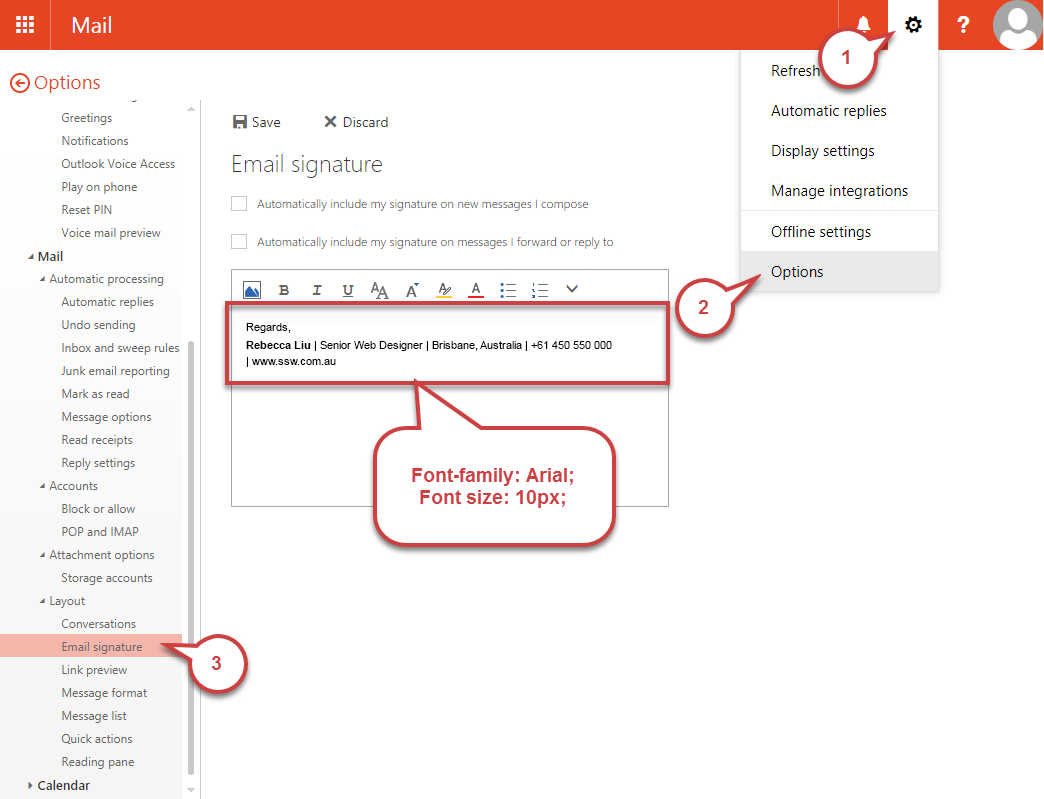 Mail
?
1
Refresh
Automatic replies
Display settings
Manage integrations
Offline settings
Options
2
Options
Greetings
Notifications
Outlook Voice Access
Play on phone
Reset PIN
Voice mail preview
Mail
Automatic processing
Automatic replies
Undo sending
Inbox and sweep rules
Junk email reporting
Mark as read
Message options
Read receipts
Reply settings
Accounts
Block or allow
POP and IMAP
Attachment options
Storage accounts
Layout
Conversations
Email signature
3
Link preview
Message format
Message list
Quick actions
Reading pane
Calendar
Save Discard
Email signature
Automatically include my signature on new messages I compose
Automatically include my signature on messages I forward or reply to
B I U AA A A A
Regards,
Rebecca Liu | Senior Web Designer | Brisbane, Australia | +61 450 550 000
| www.ssw.com.au
Font-family: Arial;
Font size: 10px;